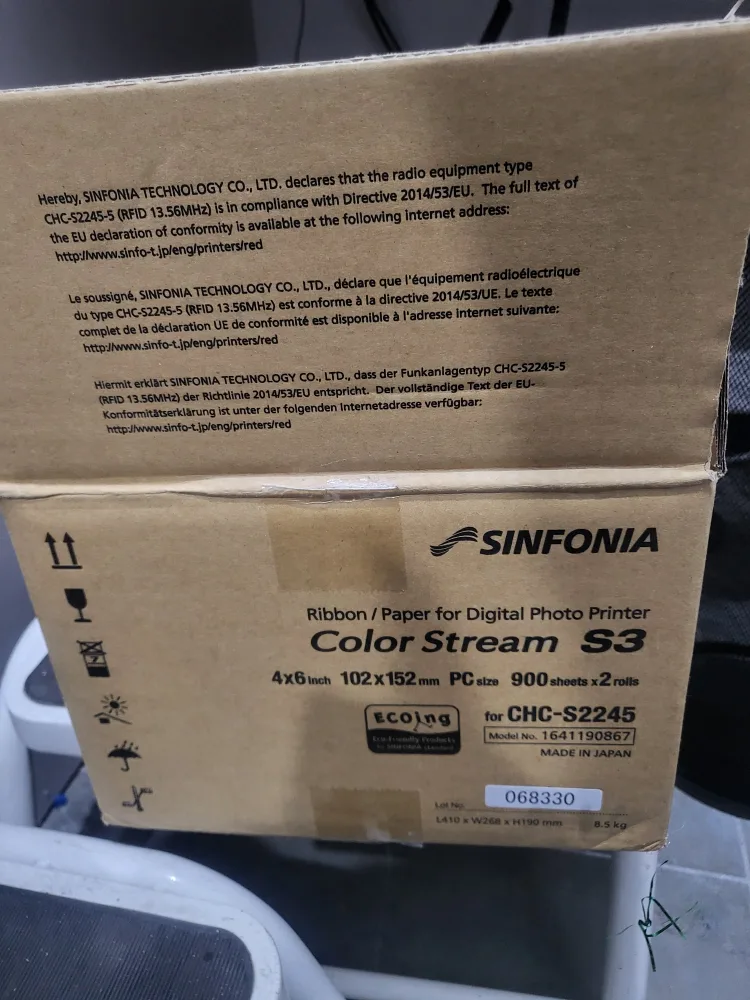 Hereby, SINFONIA TECHNOLOGY CO., LTD. declares that the radio equipment type
CHC-S2245-5 (RFID 13.56MHz) is in compliance with Directive 2014/53/EU. The full text of
the EU declaration of conformity is available at the following internet address:
http://www.sinfo-t.jp/eng/printers/red
Le soussigné, SINFONIA TECHNOLOGY CO., LTD., déclare que l'équipement radioélectrique
du type CHC-S2245-5 (RFID 13.56MHz) est conforme à la directive 2014/53/UE. Le texte
complet de la déclaration UE de conformité est disponible à l'adresse internet suivante:
http://www.sinfo-t.jp/eng/printers/red
Hiermit erklärt SINFONIA TECHNOLOGY CO., LTD., dass der Funkanlagentyp CHC-S2245-5
(RFID 13.56MHz) der Richtlinie 2014/53/EU entspricht. Der vollständige Text der EU-
Konformitätserklärung ist unter der folgenden Internetadresse verfügbar:
http://www.sinfo-t.jp/eng/printers/red
SINFONIA
Ribbon / Paper for Digital Photo Printer
Color Stream S3
4x6 inch 102x152 mm PC size 900 sheets x 2 rolls
7
ECOing
Eco-Friendly Products
by SINFONIA standard
for CHC-S2245
Model No. 1641190867
MADE IN JAPAN
Lot No. 068330
L410 x W268 x H190 mm 8.5 kg